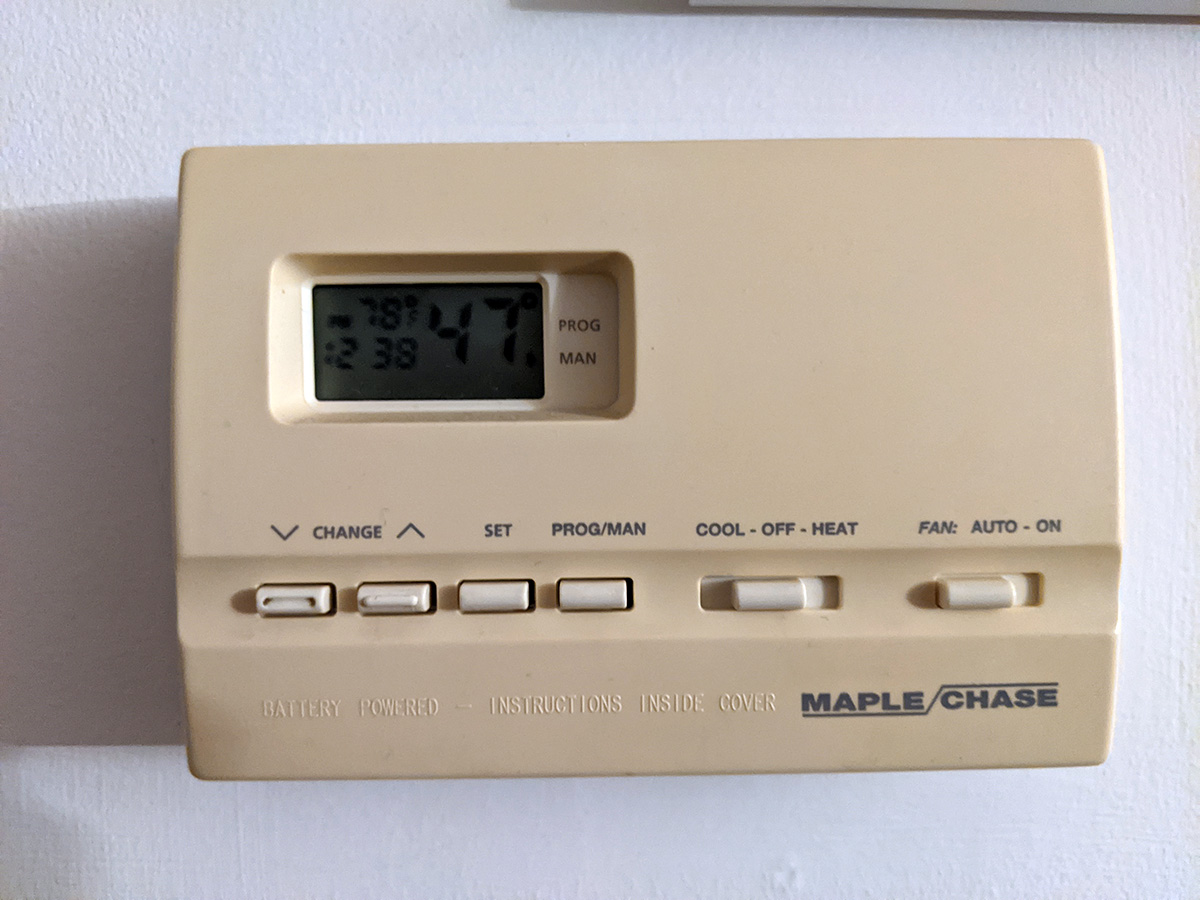 78°F 47°
2 38
PROG
MAN
CHANGE SET PROG/MAN COOL - OFF - HEAT FAN: AUTO - ON
BATTERY POWERED — INSTRUCTIONS INSIDE COVER MAPLE/CHASE